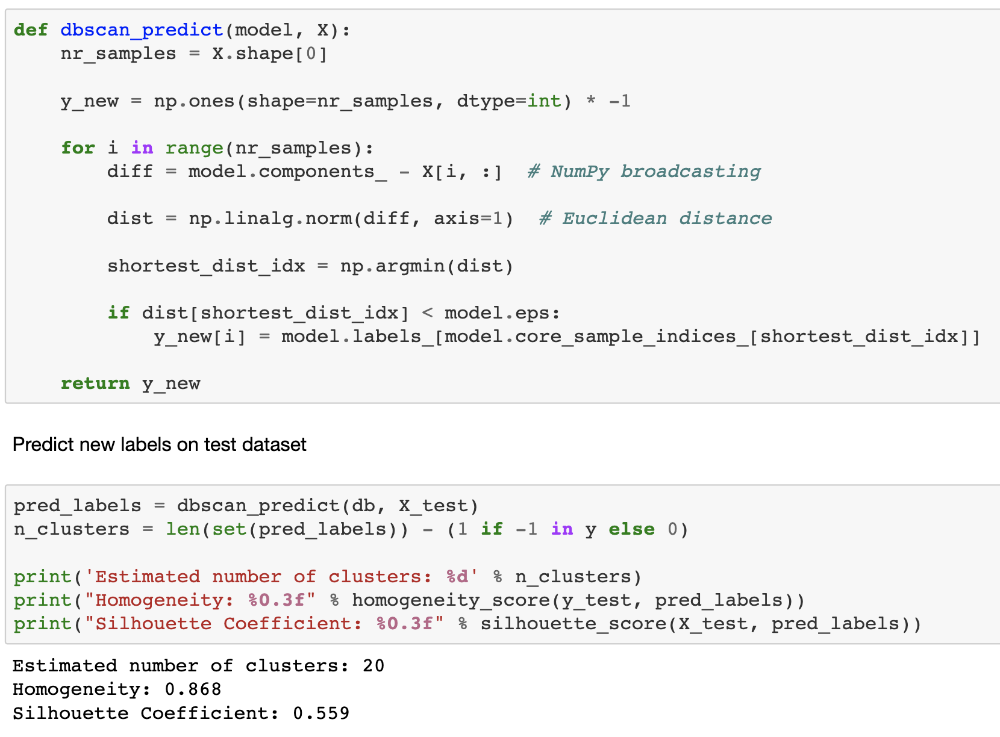 def dbscan_predict(model, X):
    nr_samples = X.shape[0]

    y_new = np.ones(shape=nr_samples, dtype=int) * -1

    for i in range(nr_samples):
        diff = model.components_ - X[i, :]  # NumPy broadcasting

        dist = np.linalg.norm(diff, axis=1)  # Euclidean distance

        shortest_dist_idx = np.argmin(dist)

        if dist[shortest_dist_idx] < model.eps:
            y_new[i] = model.labels_[model.core_sample_indices_[shortest_dist_idx]]

    return y_new

Predict new labels on test dataset

pred_labels = dbscan_predict(db, X_test)
n_clusters = len(set(pred_labels)) - (1 if -1 in y else 0)

print('Estimated number of clusters: %d' % n_clusters)
print("Homogeneity: %0.3f" % homogeneity_score(y_test, pred_labels))
print("Silhouette Coefficient: %0.3f" % silhouette_score(X_test, pred_labels))

Estimated number of clusters: 20
Homogeneity: 0.868
Silhouette Coefficient: 0.559